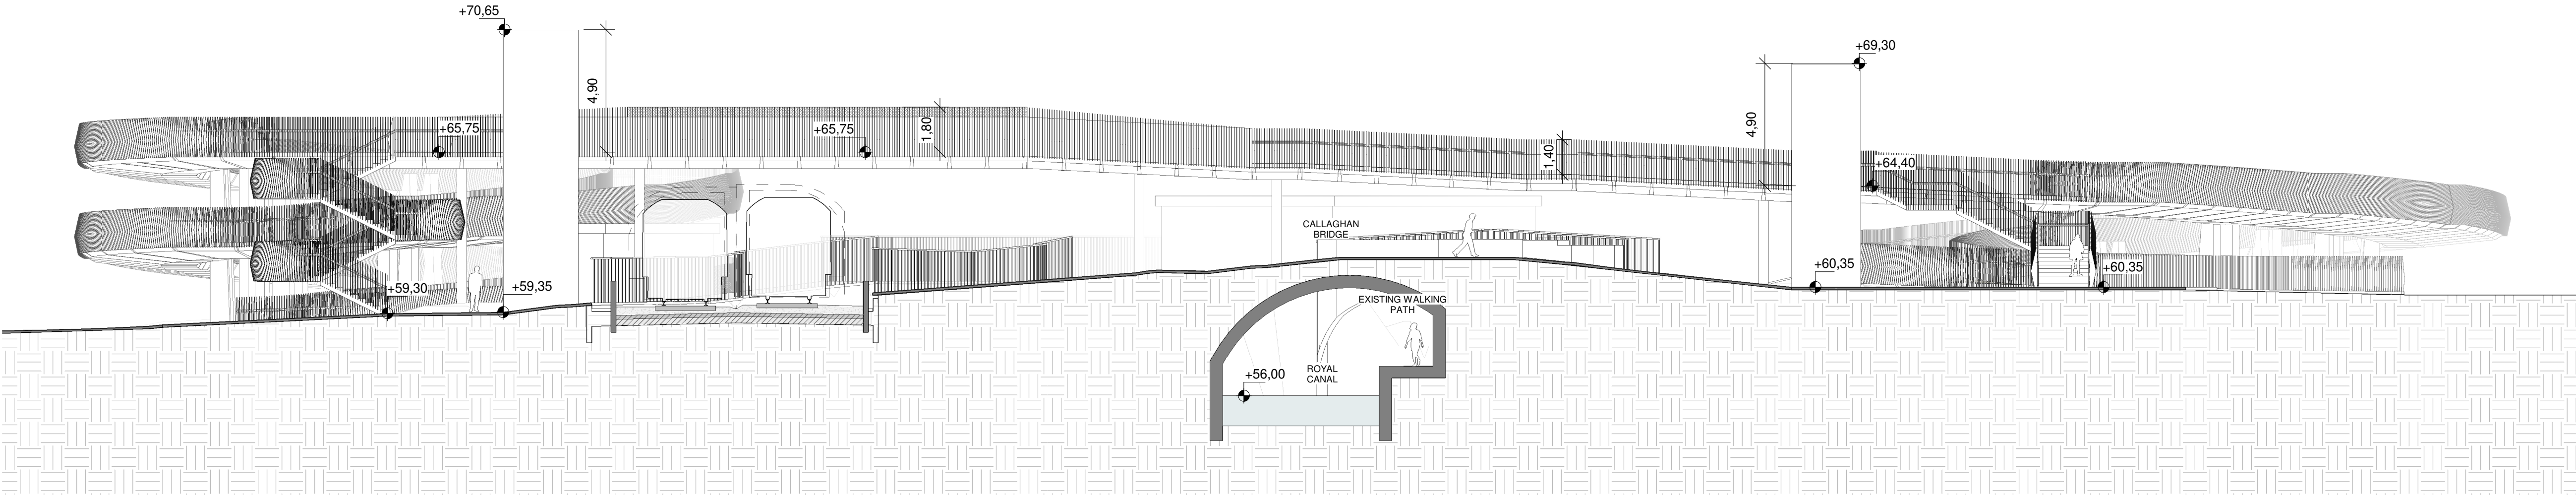 +70,65
+69,30
4,90
4,90
+65,75
+65,75
1,80
1,40
+64,40
CALLAGHAN
BRIDGE
+60,35
+60,35
+59,30
+59,35
EXISTING WALKING
PATH
ROYAL
CANAL
+56,00